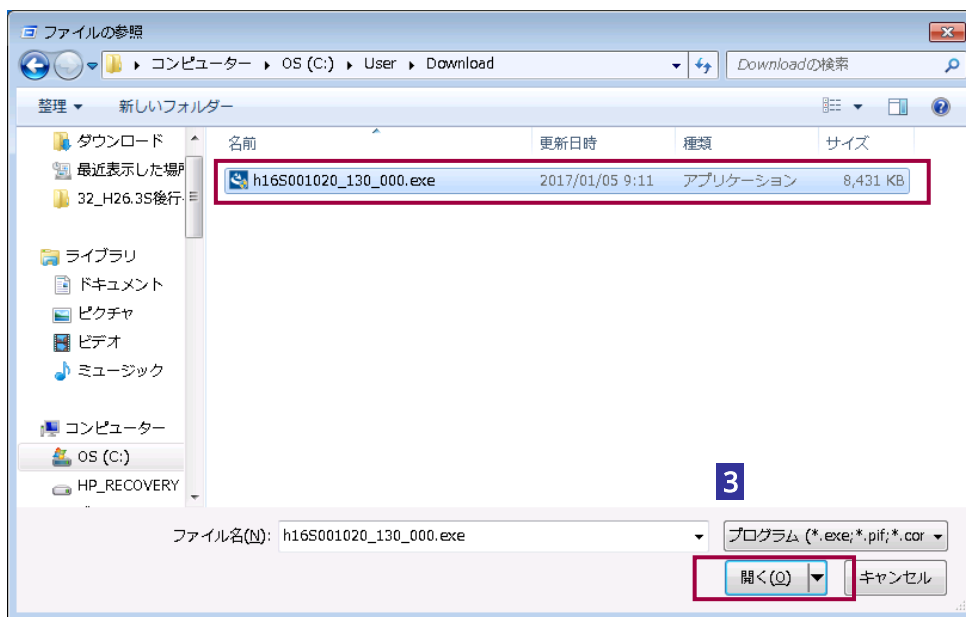 ファイルの参照
コンピューター OS (C:) User Download
Downloadの検索
整理 新しいフォルダー
ダウンロード
最近表示した場所
32_H26.3S後行
ライブラリ
ドキュメント
ピクチャ
ビデオ
ミュージック
コンピューター
OS (C:)
HP_RECOVERY
名前 更新日時 種類 サイズ
h16S001020_130_000.exe 2017/01/05 9:11 アプリケーション 8,431 KB
3
ファイル名(N): h16S001020_130_000.exe プログラム (*.exe;*.pif;*.cor
開く(O) キャンセル